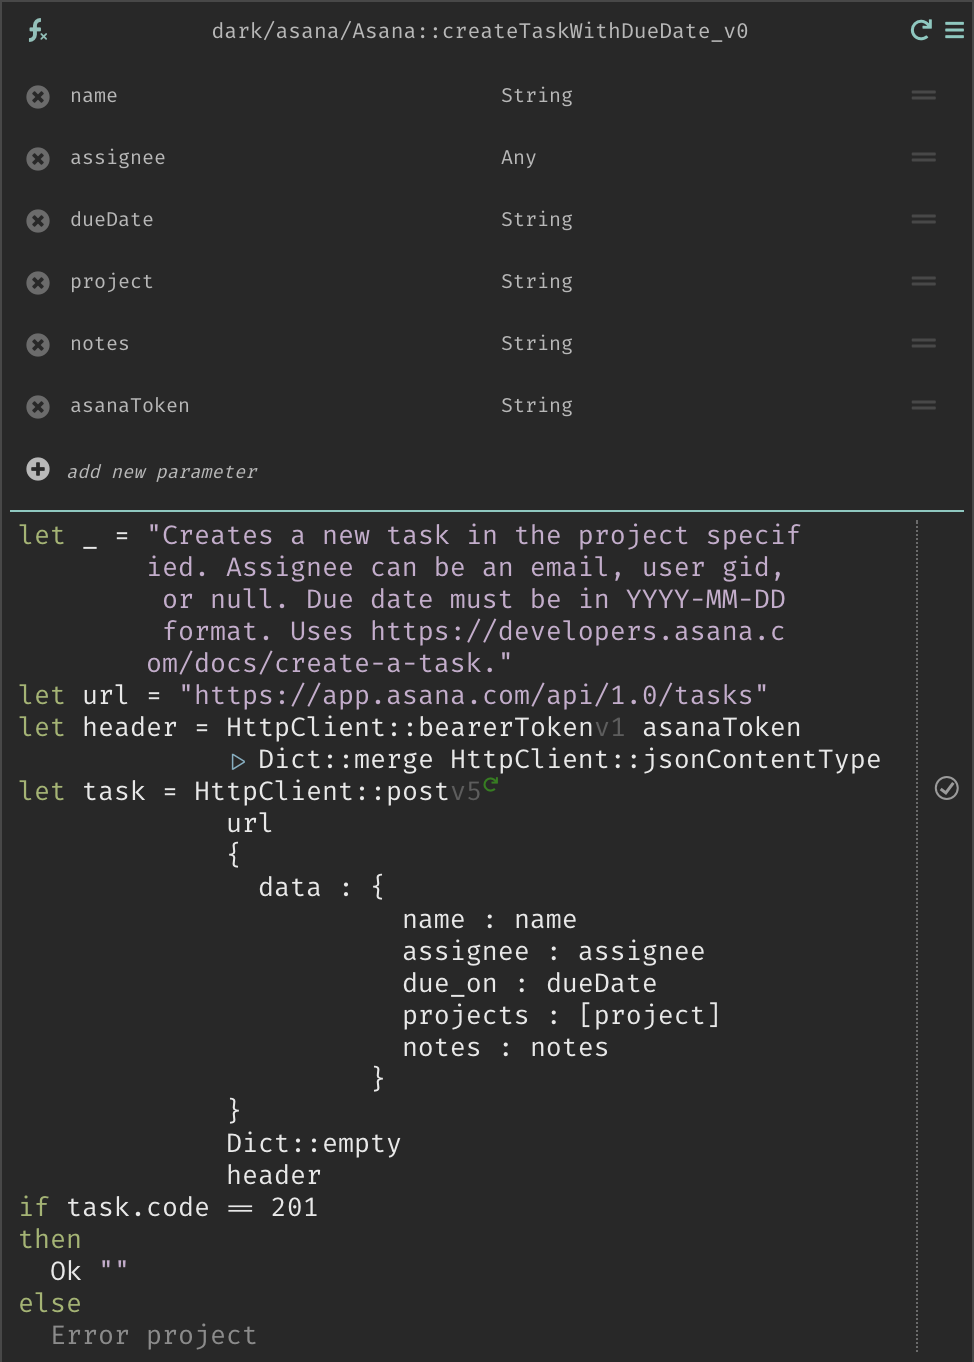 fx dark/asana/Asana::createTaskWithDueDate_v0
name String
assignee Any
dueDate String
project String
notes String
asanaToken String
add new parameter
let _ = "Creates a new task in the project specif
ied. Assignee can be an email, user gid,
or null. Due date must be in YYYY-MM-DD
format. Uses https://developers.asana.c
om/docs/create-a-task."
let url = "https://app.asana.com/api/1.0/tasks"
let header = HttpClient::bearerTokenv1 asanaToken
▷ Dict::merge HttpClient::jsonContentType
let task = HttpClient::postv5
url
{
data : {
name : name
assignee : assignee
due_on : dueDate
projects : [project]
notes : notes
}
}
Dict::empty
header
if task.code == 201
then
Ok ""
else
Error project